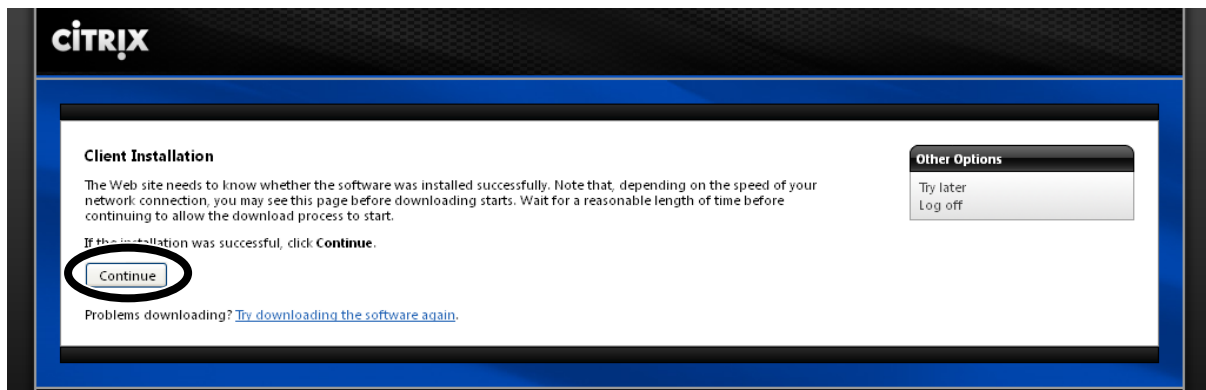 CİTRIX
Client Installation
The Web site needs to know whether the software was installed successfully. Note that, depending on the speed of your
network connection, you may see this page before downloading starts. Wait for a reasonable length of time before
continuing to allow the download process to start.
If the installation was successful, click Continue.
Continue
Problems downloading? Try downloading the software again.
Other Options
Try later
Log off